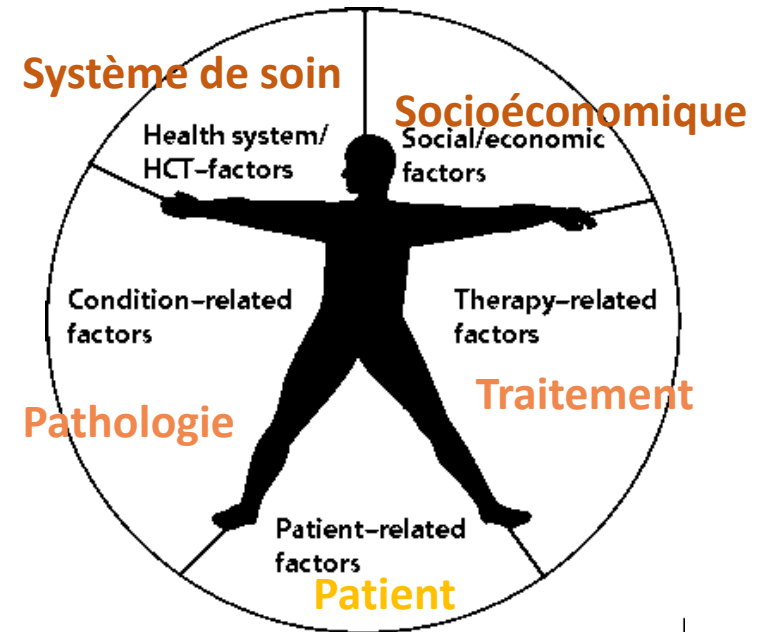 Système de soin
Health system/
HCT–factors
Socioéconomique
Social/economic
factors
Condition–related
factors
Pathologie
Therapy–related
factors
Traitement
Patient–related
factors
Patient